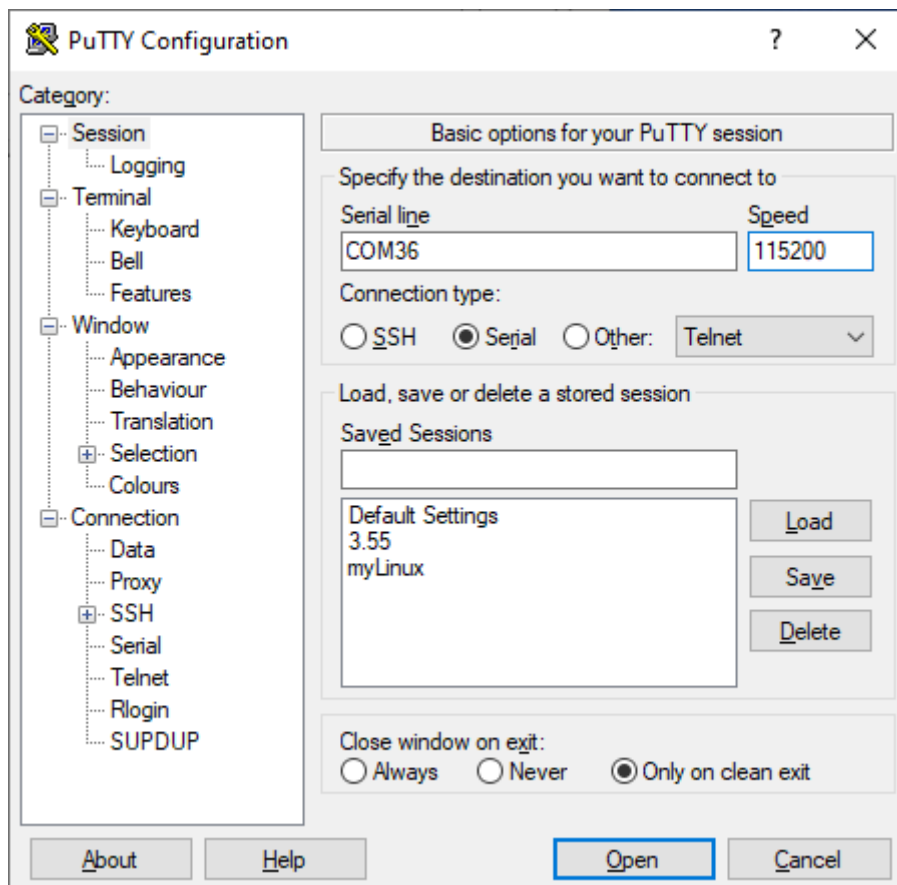 PuTTY Configuration ?
Category:
Session
Logging
Terminal
Keyboard
Bell
Features
Window
Appearance
Behaviour
Translation
Selection
Colours
Connection
Data
Proxy
SSH
Serial
Telnet
Rlogin
SUPDUP
Basic options for your PuTTY session
Specify the destination you want to connect to
Serial line Speed
COM36 115200
Connection type:
SSH Serial Other: Telnet
Load, save or delete a stored session
Saved Sessions
Default Settings
3.55
myLinux
Load
Save
Delete
Close window on exit:
Always Never Only on clean exit
About Help Open Cancel